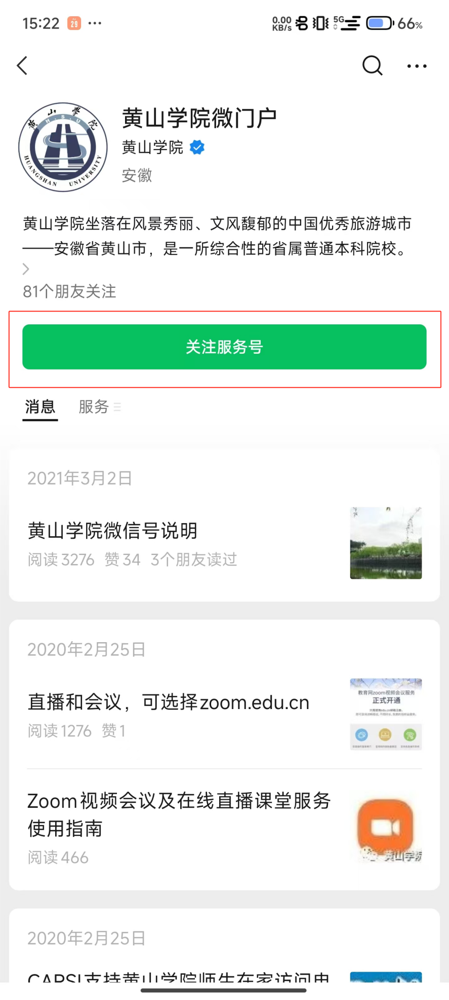 15:22
29
0.00
KB/s
5G
66%
黄山学院
H.S.U
HUANGSHAN UNIVERSITY
黄山学院微门户
黄山学院
安徽
黄山学院坐落在风景秀丽、文风馥郁的中国优秀旅游城市
——安徽省黄山市，是一所综合性的省属普通本科院校。
81个朋友关注
关注服务号
消息
服务
2021年3月2日
黄山学院微信号说明
阅读 3276 赞 34 3个朋友读过
2020年2月25日
直播和会议，可选择zoom.edu.cn
阅读 1276 赞 1
教育网zoom视频会议服务
正式开通
Zoom视频会议及在线直播课堂服务
使用指南
阅读 466
黄山学院
2020年2月25日
CARSI支持黄山学院师生在家访问电